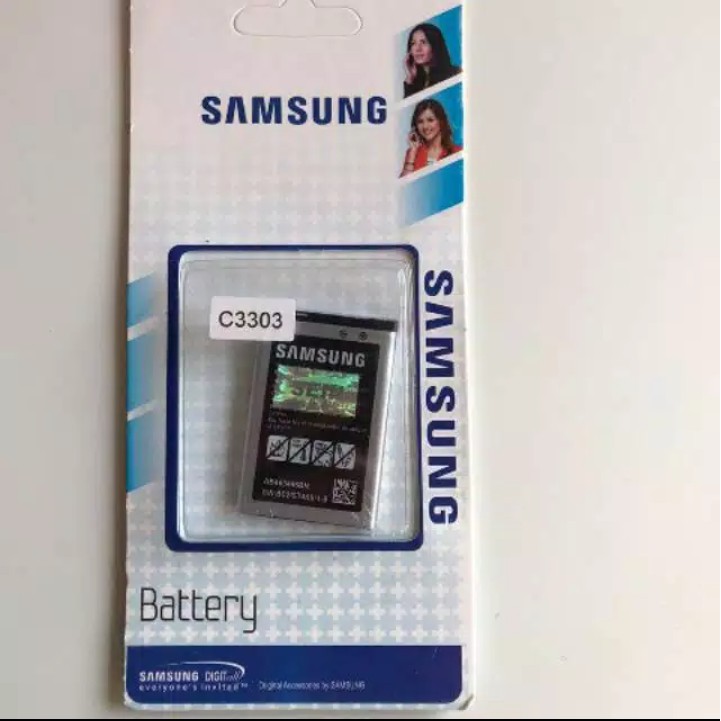 SAMSUNG
SAMSUNG
C3303
SAMSUNG
Battery
SAMSUNG DIGITall
everyone's invited™
Digital Accessories by SAMSUNG